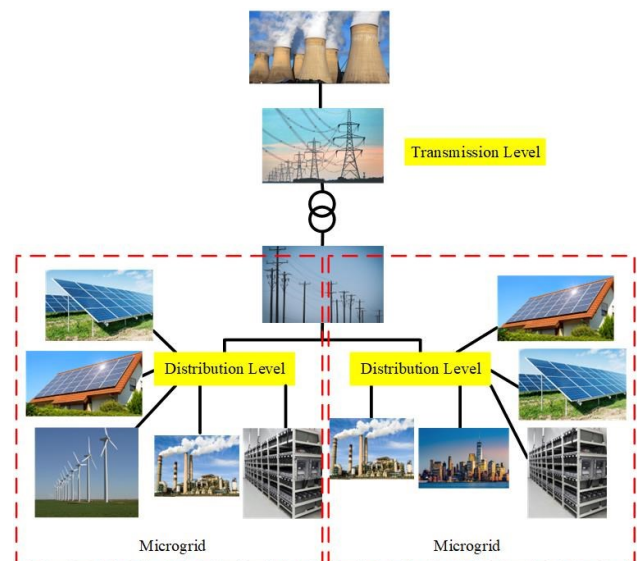 Transmission Level
Distribution Level
Distribution Level
Microgrid
Microgrid